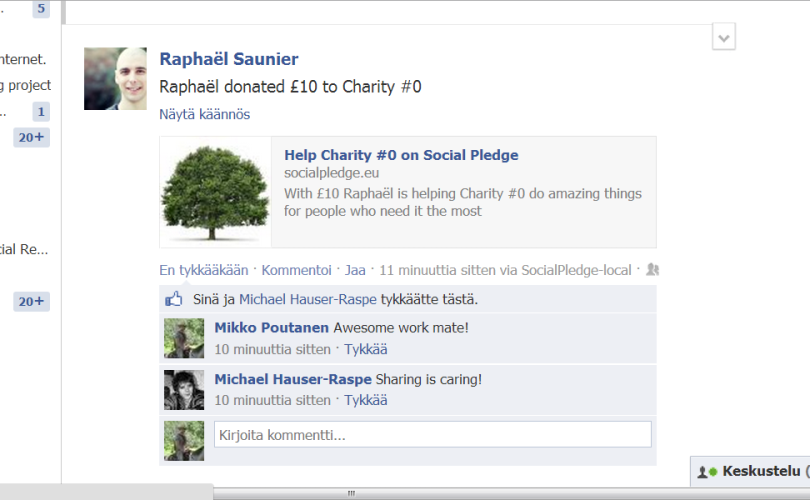 5
nternet.
g project
...
1
20+
cial Re...
20+
Raphaël Saunier
Raphaël donated £10 to Charity #0
Näytä käännös
Help Charity #0 on Social Pledge
socialpledge.eu
With £10 Raphaël is helping Charity #0 do amazing things
for people who need it the most
En tykkääkään · Kommentoi · Jaa · 11 minuuttia sitten via SocialPledge-local ·
Sinä ja Michael Hauser-Raspe tykkäätte tästä.
Mikko Poutanen Awesome work mate!
10 minuuttia sitten · Tykkää
Michael Hauser-Raspe Sharing is caring!
10 minuuttia sitten · Tykkää
Kirjoita kommentti...
Keskustelu (